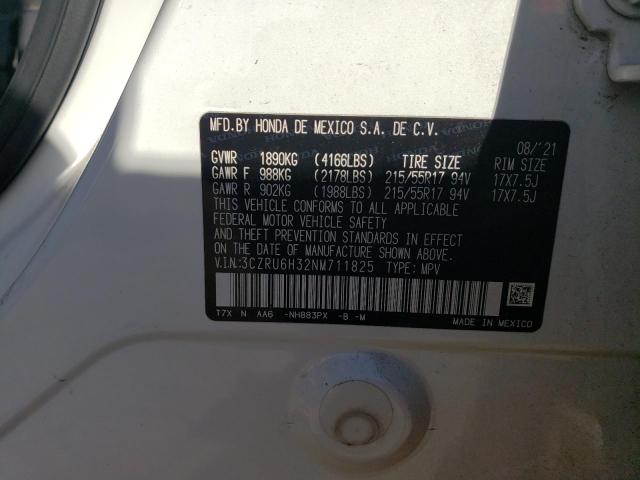 MFD.BY HONDA DE MEXICO S.A. DE C.V.
08/'21
GVWR 1890KG (4166LBS) TIRE SIZE RIM SIZE
GAWR F 988KG (2178LBS) 215/55R17 94V 17X7.5J
GAWR R 902KG (1988LBS) 215/55R17 94V 17X7.5J
THIS VEHICLE CONFORMS TO ALL APPLICABLE
FEDERAL MOTOR VEHICLE SAFETY
AND THEFT PREVENTION STANDARDS IN EFFECT ON THE
DATE OF MANUFACTURE SHOWN ABOVE.
V.I.N.:3CZRU6H32NM711825 TYPE: MPV
T7X N AA6 -NH883PX -B -M
MADE IN MEXICO